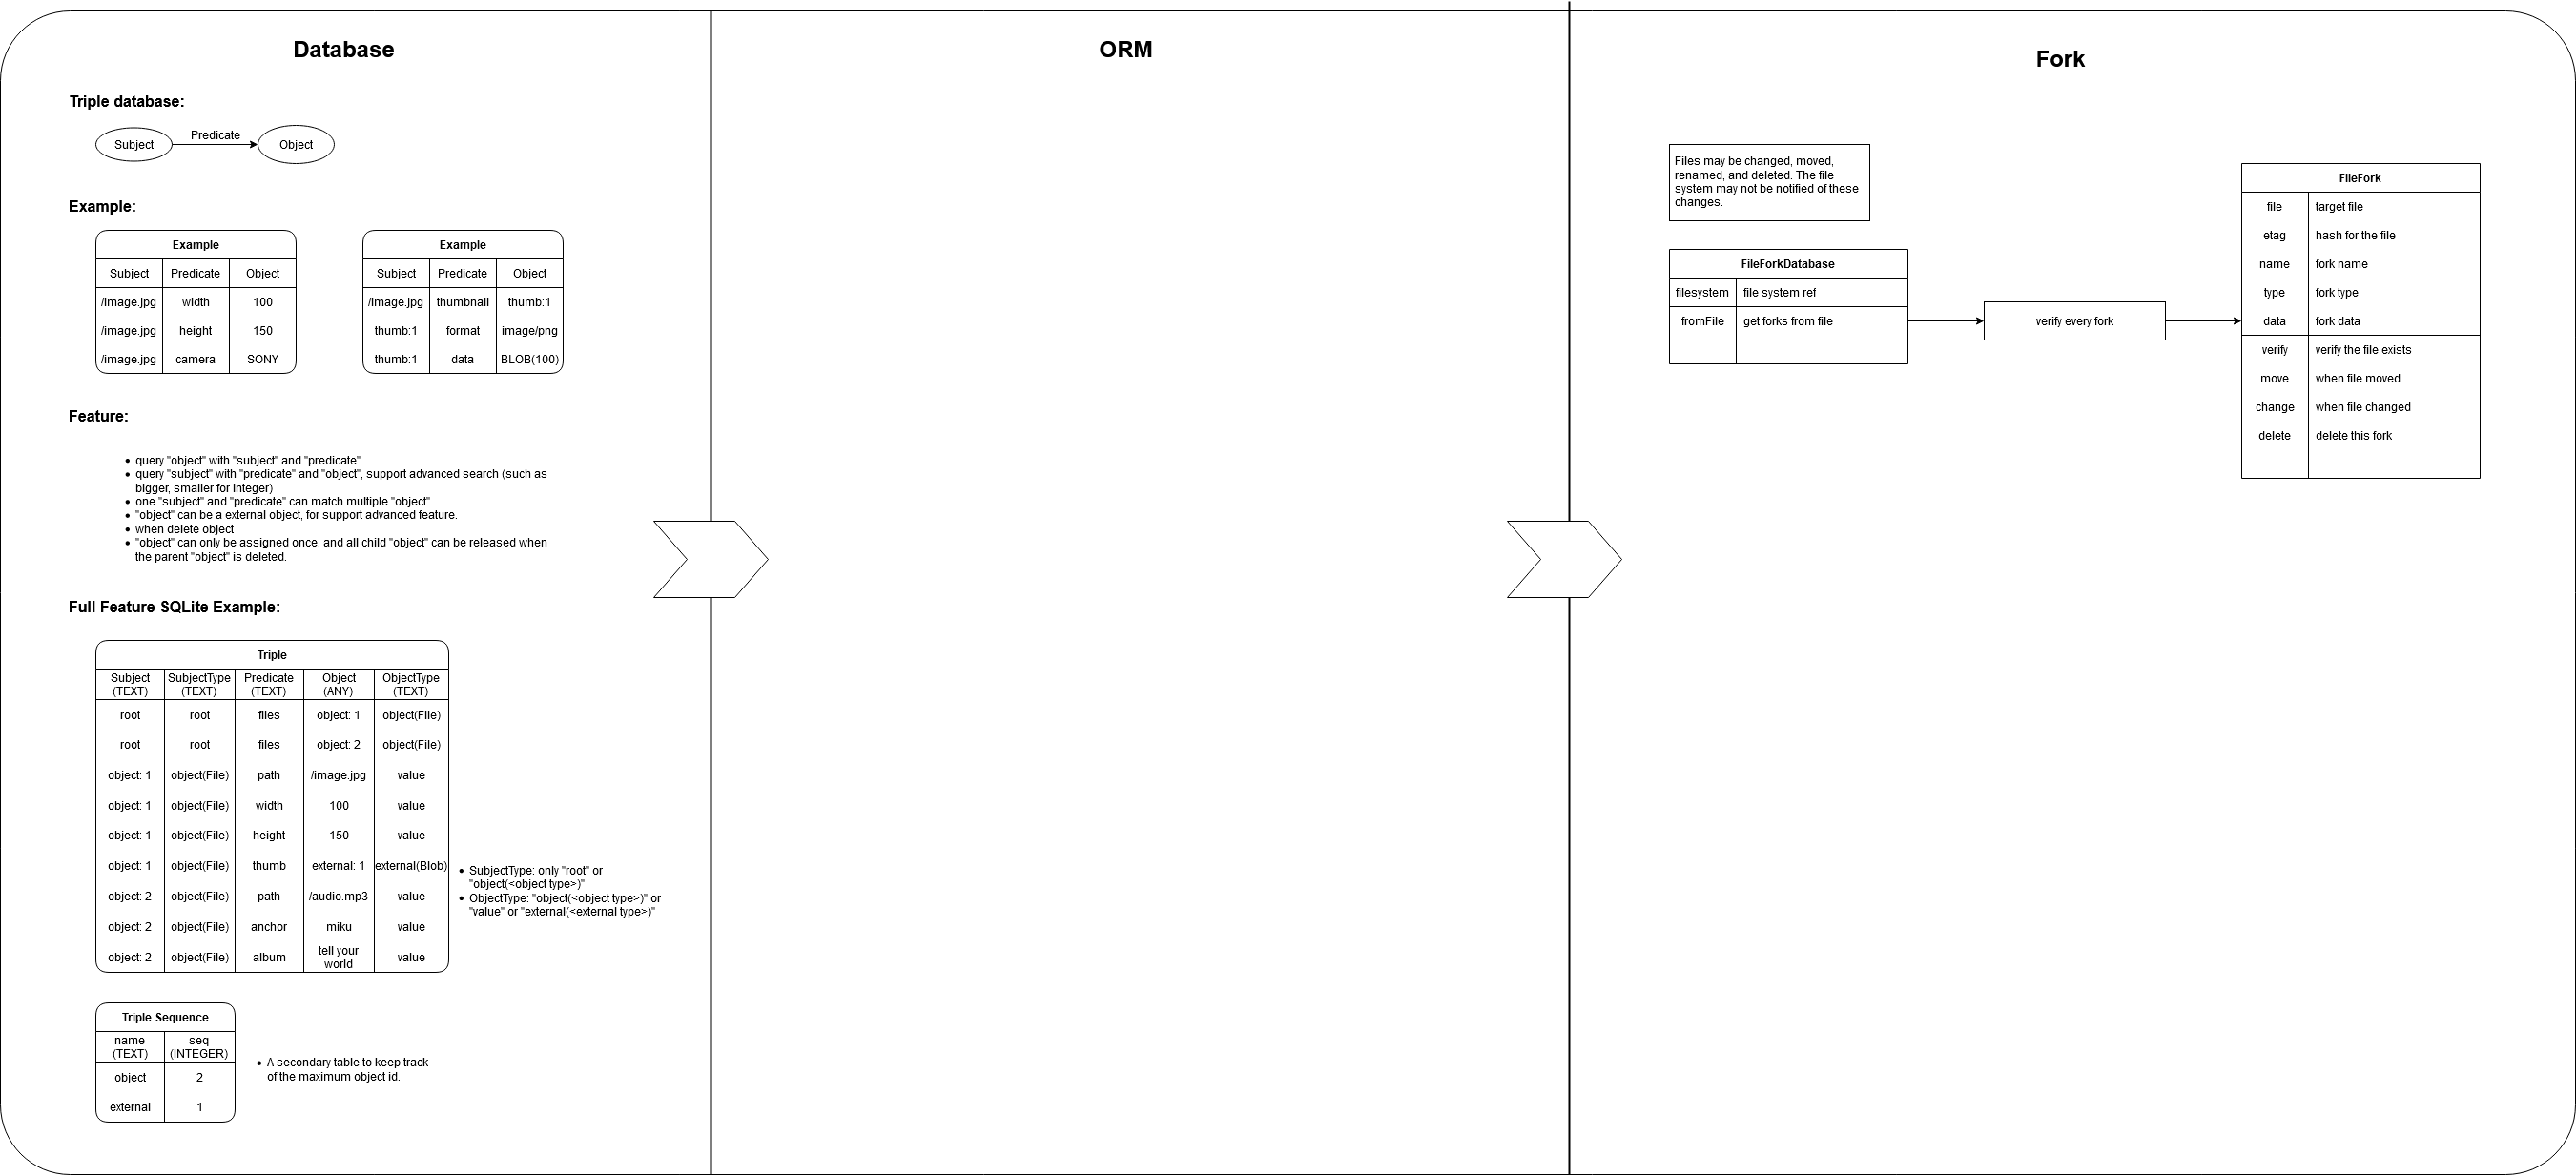 Database
Triple database:
Subject
Predicate
Object
Example:
Example
Subject Predicate Object
/image.jpg width 100
/image.jpg height 150
/image.jpg camera SONY
Example
Subject Predicate Object
/image.jpg thumbnail thumb:1
thumb:1 format image/png
thumb:1 data BLOB(100)
Feature:
• query "object" with "subject" and "predicate"
• query "subject" with "predicate" and "object", support advanced search (such as
bigger, smaller for integer)
• one "subject" and "predicate" can match multiple "object"
• "object" can be a external object, for support advanced feature.
• when delete object
• "object" can only be assigned once, and all child "object" can be released when
the parent "object" is deleted.
Full Feature SQLite Example:
Triple
Subject SubjectType Predicate Object ObjectType
(TEXT) (TEXT) (TEXT) (ANY) (TEXT)
root root files object: 1 object(File)
root root files object: 2 object(File)
object: 1 object(File) path /image.jpg value
object: 1 object(File) width 100 value
object: 1 object(File) height 150 value
object: 1 object(File) thumb external: 1 external(Blob)
object: 2 object(File) path /audio.mp3 value
object: 2 object(File) anchor miku value
object: 2 object(File) album tell your world value
• SubjectType: only "root" or
"object(<object type>)"
• ObjectType: "object(<object type>)" or
"value" or "external(<external type>)"
Triple Sequence
name seq
(TEXT) (INTEGER)
object 2
external 1
• A secondary table to keep track
of the maximum object id.
ORM
Fork
Files may be changed, moved,
renamed, and deleted. The file
system may not be notified of these
changes.
FileForkDatabase
filesystem file system ref
fromFile get forks from file
verify every fork
FileFork
file target file
etag hash for the file
name fork name
type fork type
data fork data
verify verify the file exists
move when file moved
change when file changed
delete delete this fork